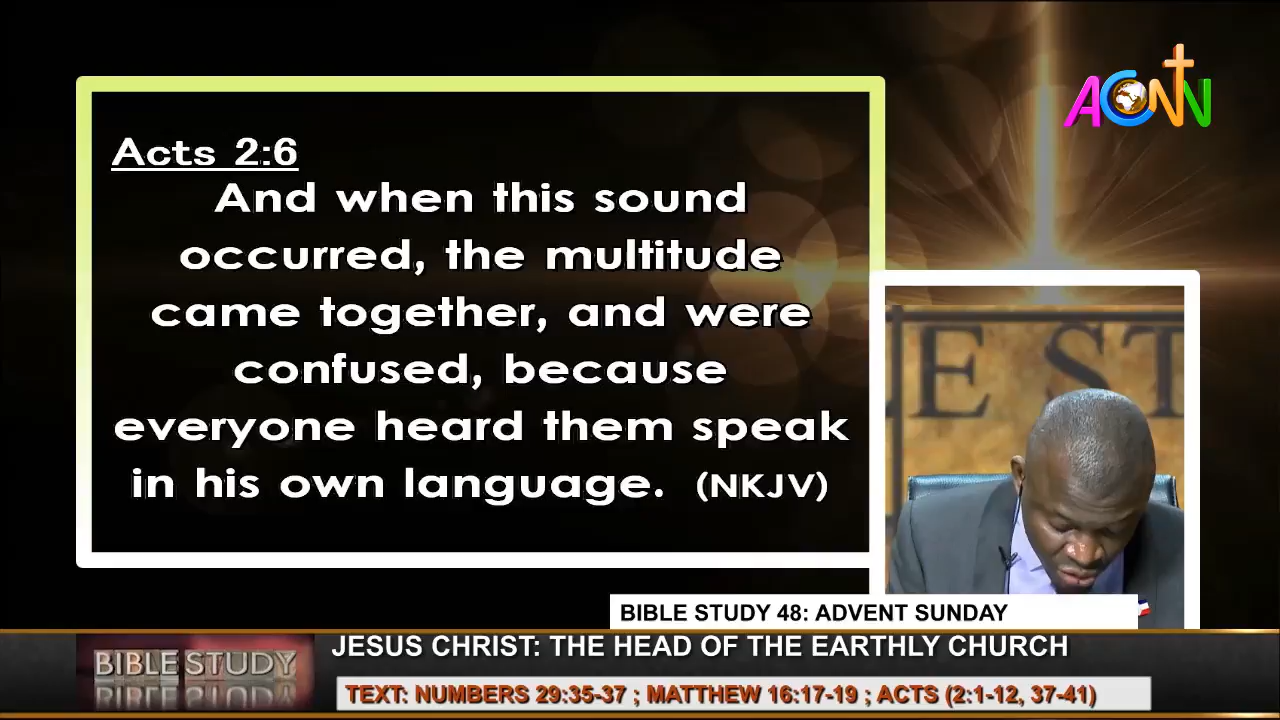 ACNN
Acts 2:6
And when this sound
occurred, the multitude
came together, and were
confused, because
everyone heard them speak
in his own language. (NKJV)
E ST
BIBLE STUDY 48: ADVENT SUNDAY
JESUS CHRIST: THE HEAD OF THE EARTHLY CHURCH
BIBLE STUDY
TEXT: NUMBERS 29:35-37 ; MATTHEW 16:17-19 ; ACTS (2:1-12, 37-41)